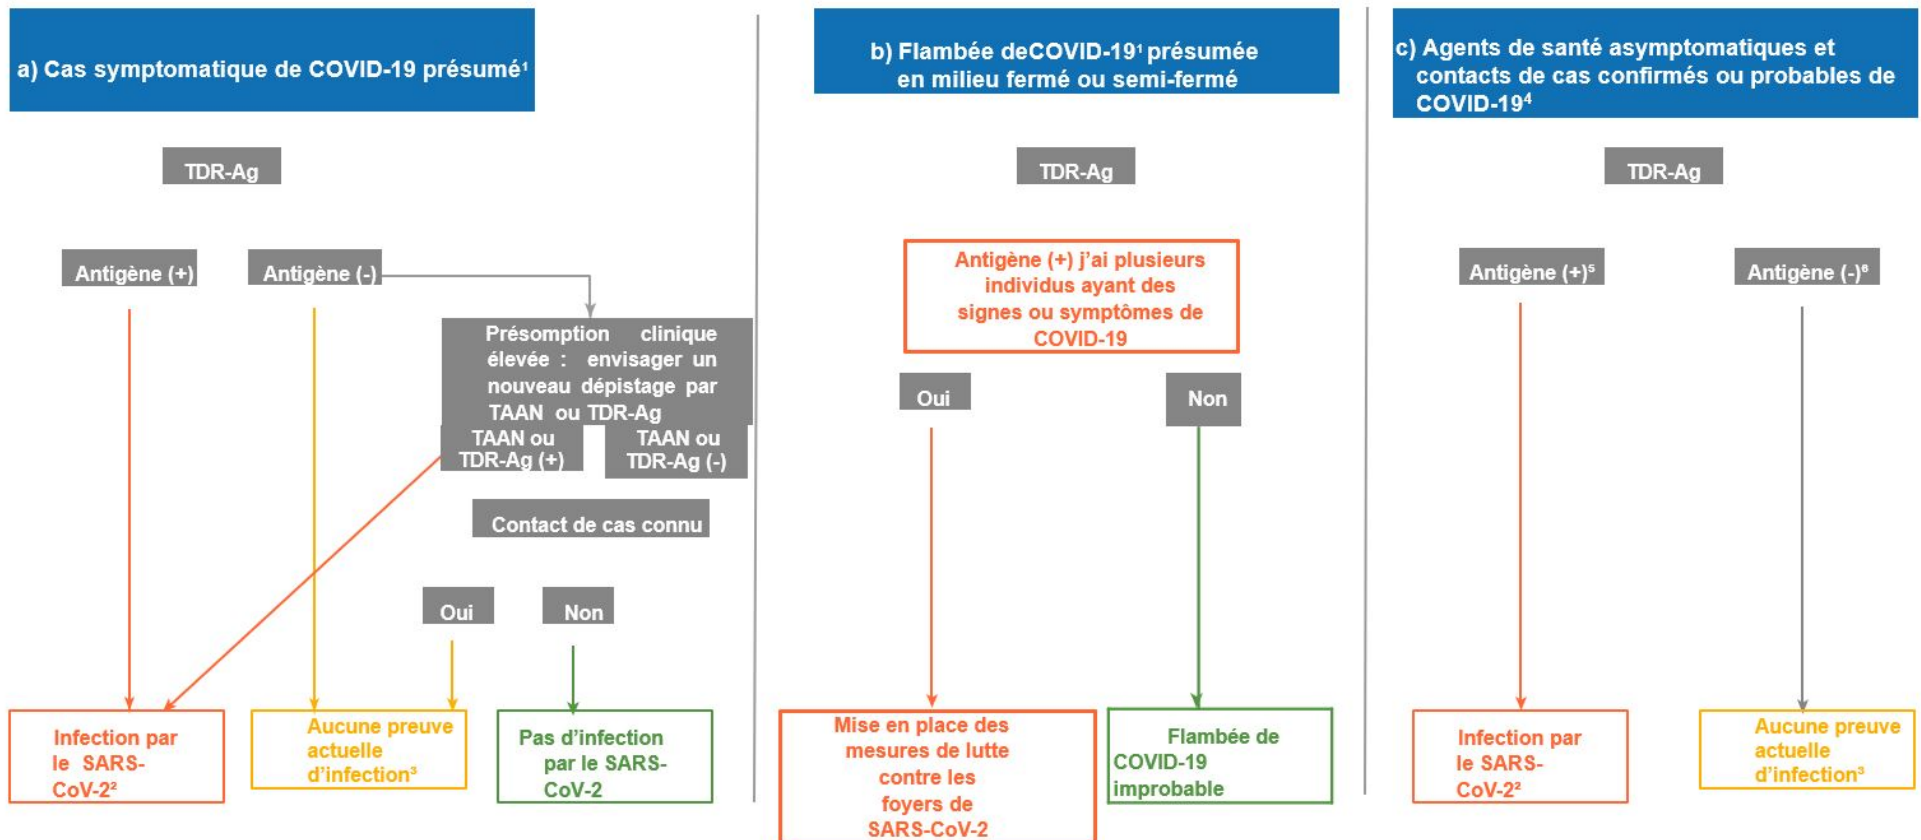 a) Cas symptomatique de COVID-19 présumé¹
TDR-Ag
Antigène (+)
Antigène (-)
Présomption clinique
élevée : envisager un
nouveau dépistage par
TAAN ou TDR-Ag
TAAN ou
TDR-Ag (+)
TAAN ou
TDR-Ag (-)
Contact de cas connu
Oui
Non
Infection par
le SARS-
CoV-2²
Aucune preuve
actuelle
d’infection³
Pas d’infection
par le SARS-
CoV-2
b) Flambée deCOVID-19¹ présumée
en milieu fermé ou semi-fermé
TDR-Ag
Antigène (+) j’ai plusieurs
individus ayant des
signes ou symptômes de
COVID-19
Oui
Non
Mise en place des
mesures de lutte
contre les
foyers de
SARS-CoV-2
Flambée de
COVID-19
improbable
c) Agents de santé asymptomatiques et
contacts de cas confirmés ou probables de
COVID-19⁴
TDR-Ag
Antigène (+)⁵
Antigène (-)⁶
Infection par
le SARS-
CoV-2²
Aucune preuve
actuelle
d’infection³